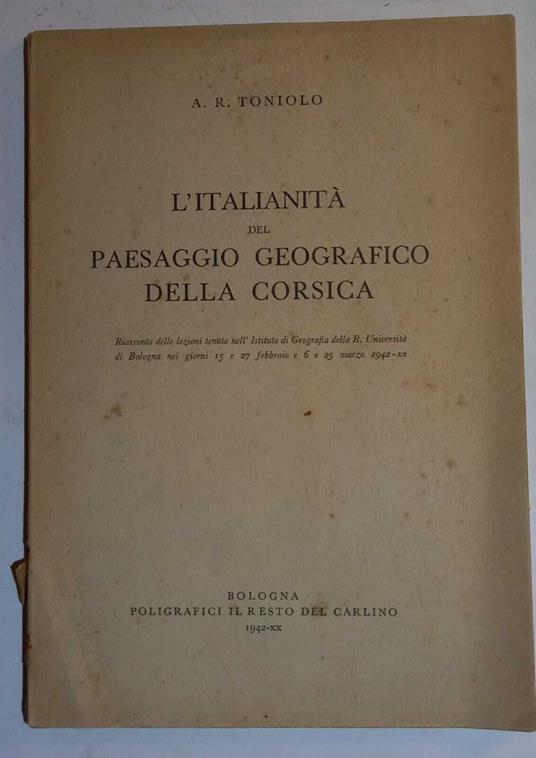 A. R. TONIOLO
L'ITALIANITÀ
DEL
PAESAGGIO GEOGRAFICO
DELLA CORSICA
Riassunto delle lezioni tenute nell' Istituto di Geografia della R. Università
di Bologna nei giorni 15 e 27 febbraio e 6 e 25 marzo 1942-XX
BOLOGNA
POLIGRAFICI IL RESTO DEL CARLINO
1942-XX